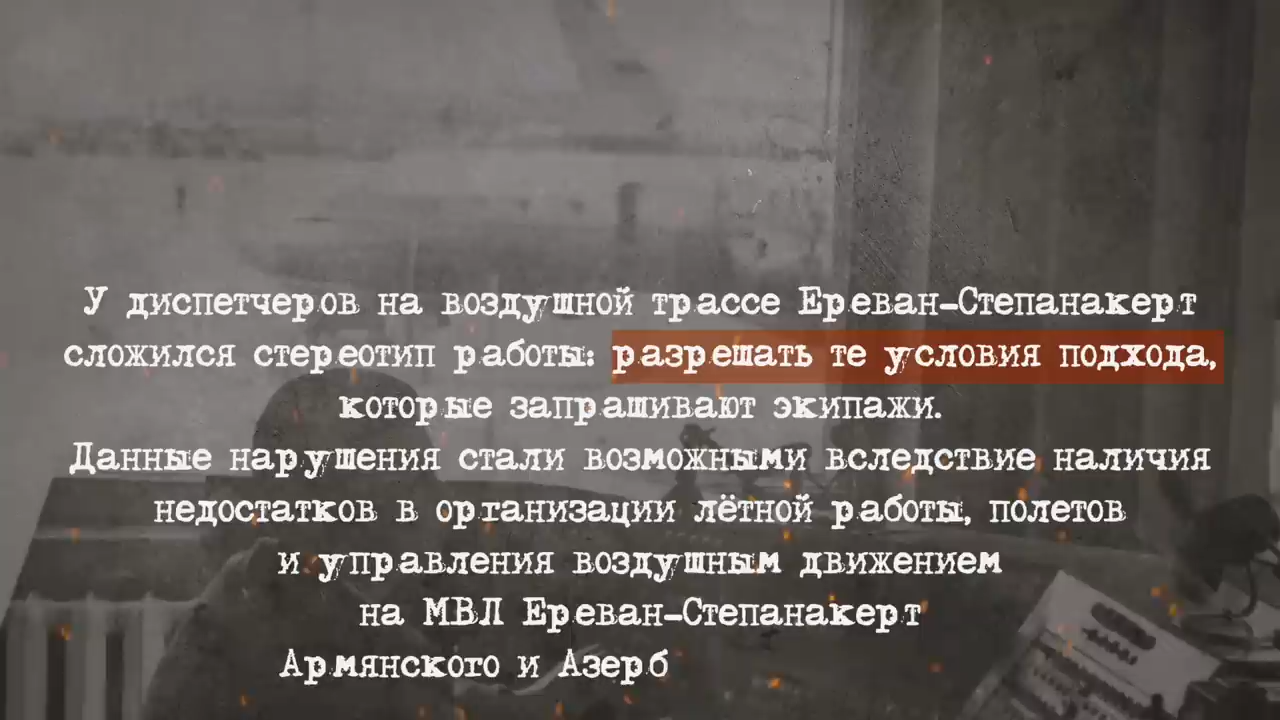 У диспетчеров на воздушной трассе Ереван-Степанакерт
сложился стереотип работы: разрешать те условия подхода,
которые запрашивают экипажи.
Данные нарушения стали возможными вследствие наличия
недостатков в организации лётной работы, полетов
и управления воздушным движением
на МВЛ Ереван-Степанакерт
Армянского и Азерб